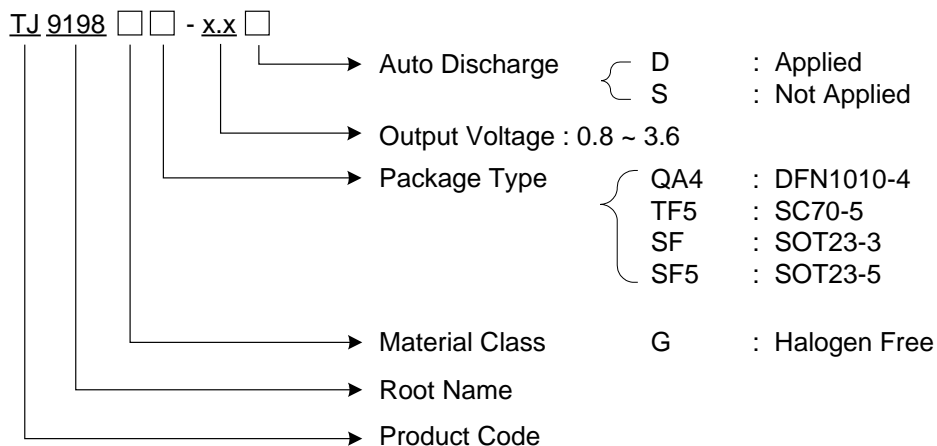 TJ 9198 □ □ - x.x □
Auto Discharge D : Applied
S : Not Applied
Output Voltage : 0.8 ~ 3.6
Package Type QA4 : DFN1010-4
TF5 : SC70-5
SF : SOT23-3
SF5 : SOT23-5
Material Class G : Halogen Free
Root Name
Product Code